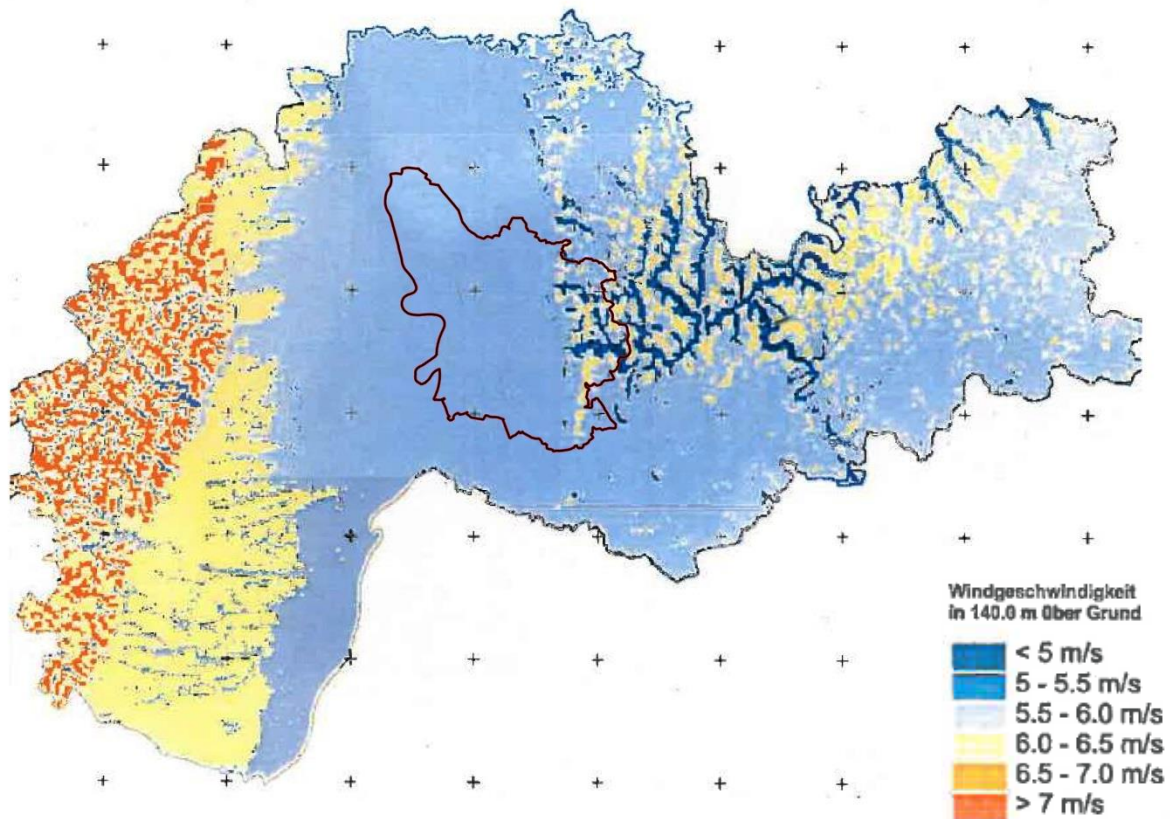 Windgeschwindigkeit
in 140.0 m über Grund
< 5 m/s
5 - 5.5 m/s
5.5 - 6.0 m/s
6.0 - 6.5 m/s
6.5 - 7.0 m/s
> 7 m/s